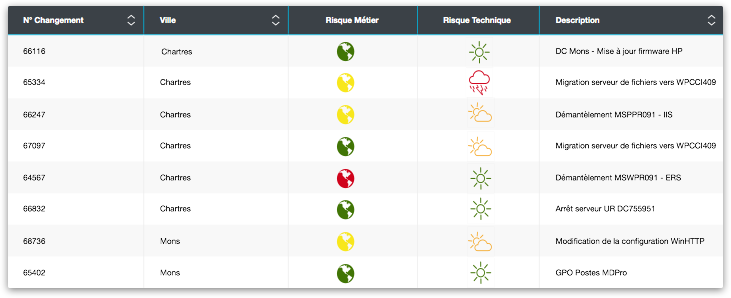 N° Changement Ville Risque Métier Risque Technique Description
66116 Chartres DC Mons - Mise à jour firmware HP
65334 Chartres Migration serveur de fichiers vers WPCCI409
66247 Chartres Démantèlement MSPPR091 - IIS
67097 Chartres Migration serveur de fichiers vers WPCCI409
64567 Chartres Démantèlement MSWPR091 - ERS
66832 Chartres Arrêt serveur UR DC755951
68736 Mons Modification de la configuration WinHTTP
65402 Mons GPO Postes MDPro